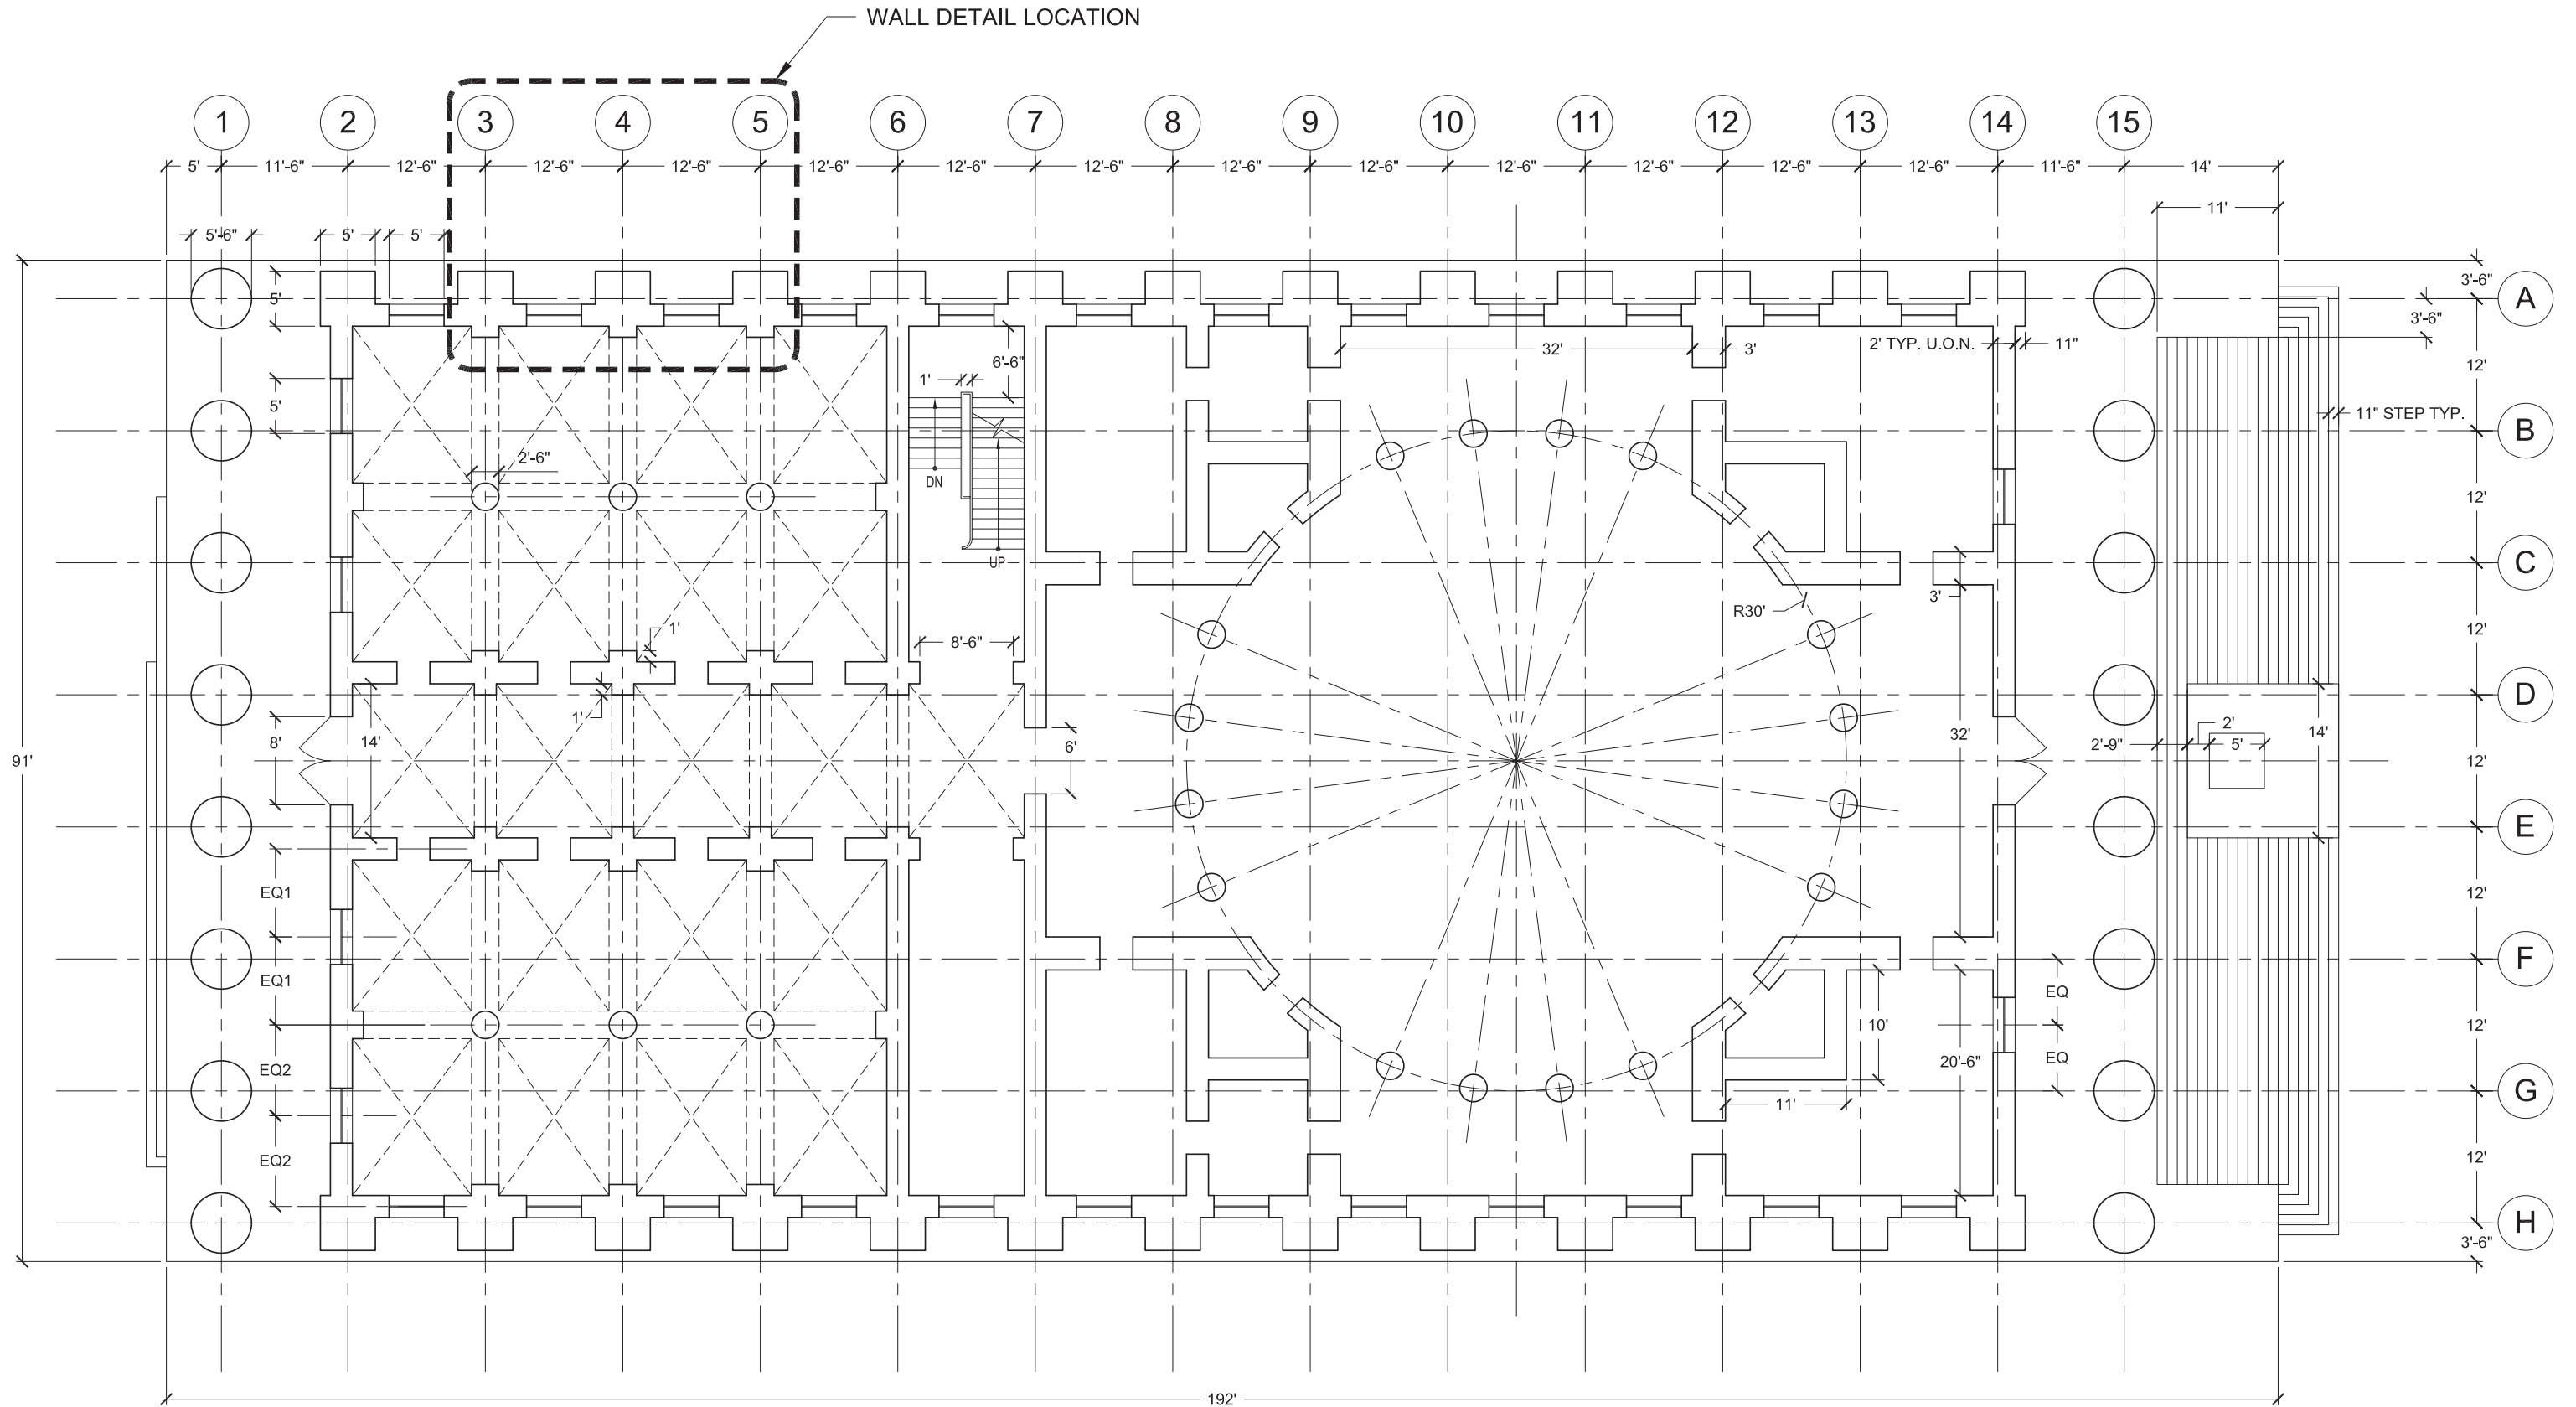 WALL DETAIL LOCATION
1 2 3 4 5 6 7 8 9 10 11 12 13 14 15
5' 11'-6" 12'-6" 12'-6" 12'-6" 12'-6" 12'-6" 12'-6" 12'-6" 12'-6" 12'-6" 12'-6" 12'-6" 12'-6" 11'-6" 14'
11'
5'-6" 5' 5'
3'-6"
A
5'
3'-6"
6'-6" 32' 3' 2' TYP. U.O.N. 11"
12'
1'
5'
11" STEP TYP.
B
2'-6"
DN
12'
UP
C
3'
R30'
1'
8'-6"
12'
D
1'
8' 14' 6' 32' 2'-9" 2' 5' 14'
91'
12'
E
EQ1
12'
F
EQ1
EQ
10'
12'
EQ2
20'-6"
EQ
11'
G
EQ2
12'
H
3'-6"
192'